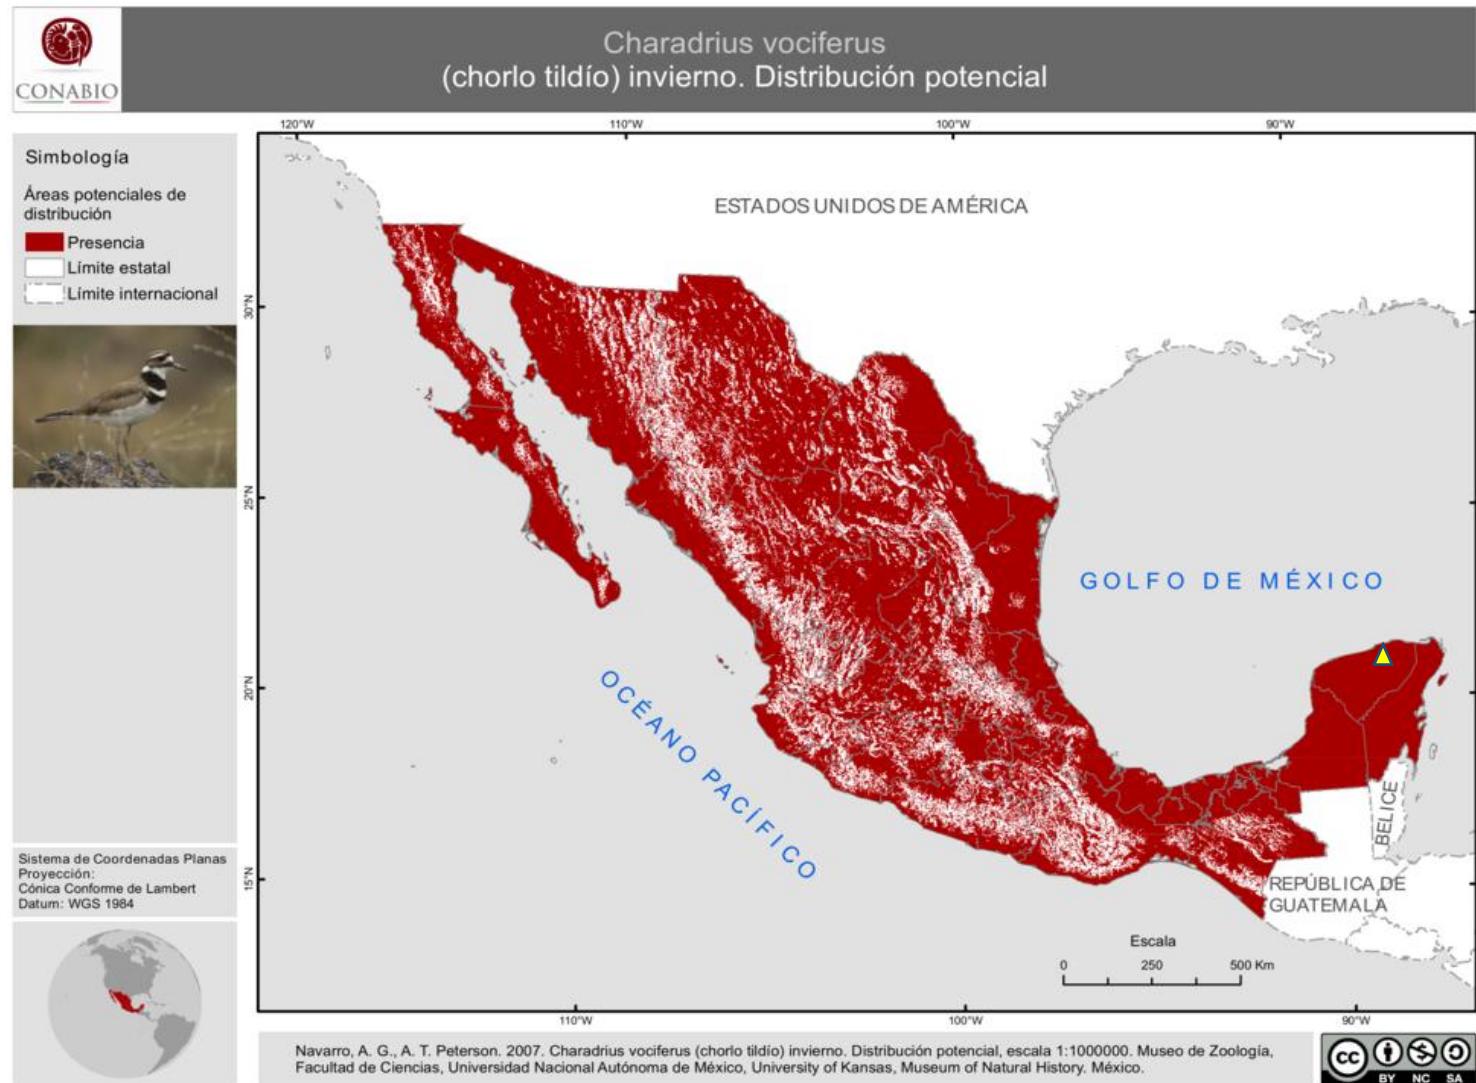 CONABIO
Charadrius vociferus
(chorlo tildío) invierno. Distribución potencial
Simbología
Áreas potenciales de
distribución
Presencia
Límite estatal
Límite internacional
Sistema de Coordenadas Planas
Proyección:
Cónica Conforme de Lambert
Datum: WGS 1984
120°W
110°W
100°W
90°W
30°N
25°N
20°N
15°N
ESTADOS UNIDOS DE AMÉRICA
GOLFO DE MÉXICO
OCÉANO PACÍFICO
BELICE
REPÚBLICA DE
GUATEMALA
Escala
0 250 500 Km
110°W
100°W
90°W
Navarro, A. G., A. T. Peterson. 2007. Charadrius vociferus (chorlo tildío) invierno. Distribución potencial, escala 1:1000000. Museo de Zoología,
Facultad de Ciencias, Universidad Nacional Autónoma de México, University of Kansas, Museum of Natural History. México.
cc
BY NC SA